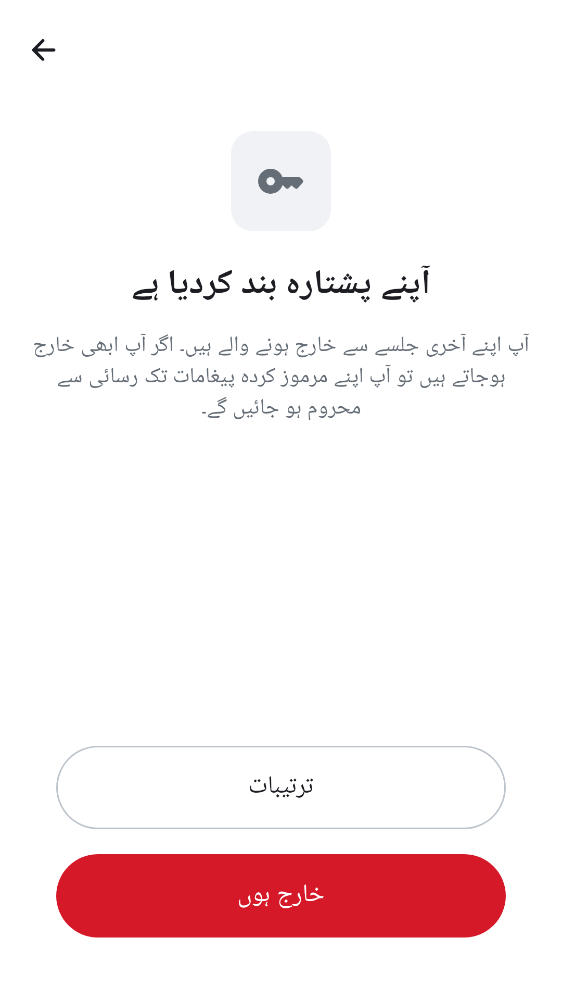 آپنے پشتارہ بند کردیا ہے
آپ اپنے آخری جلسے سے خارج ہونے والے ہیں۔ اگر آپ ابھی خارج
ہوجاتے ہیں تو آپ اپنے مرموز کردہ پیغامات تک رسائی سے
محروم ہو جائیں گے۔
ترتیبات
خارج ہوں